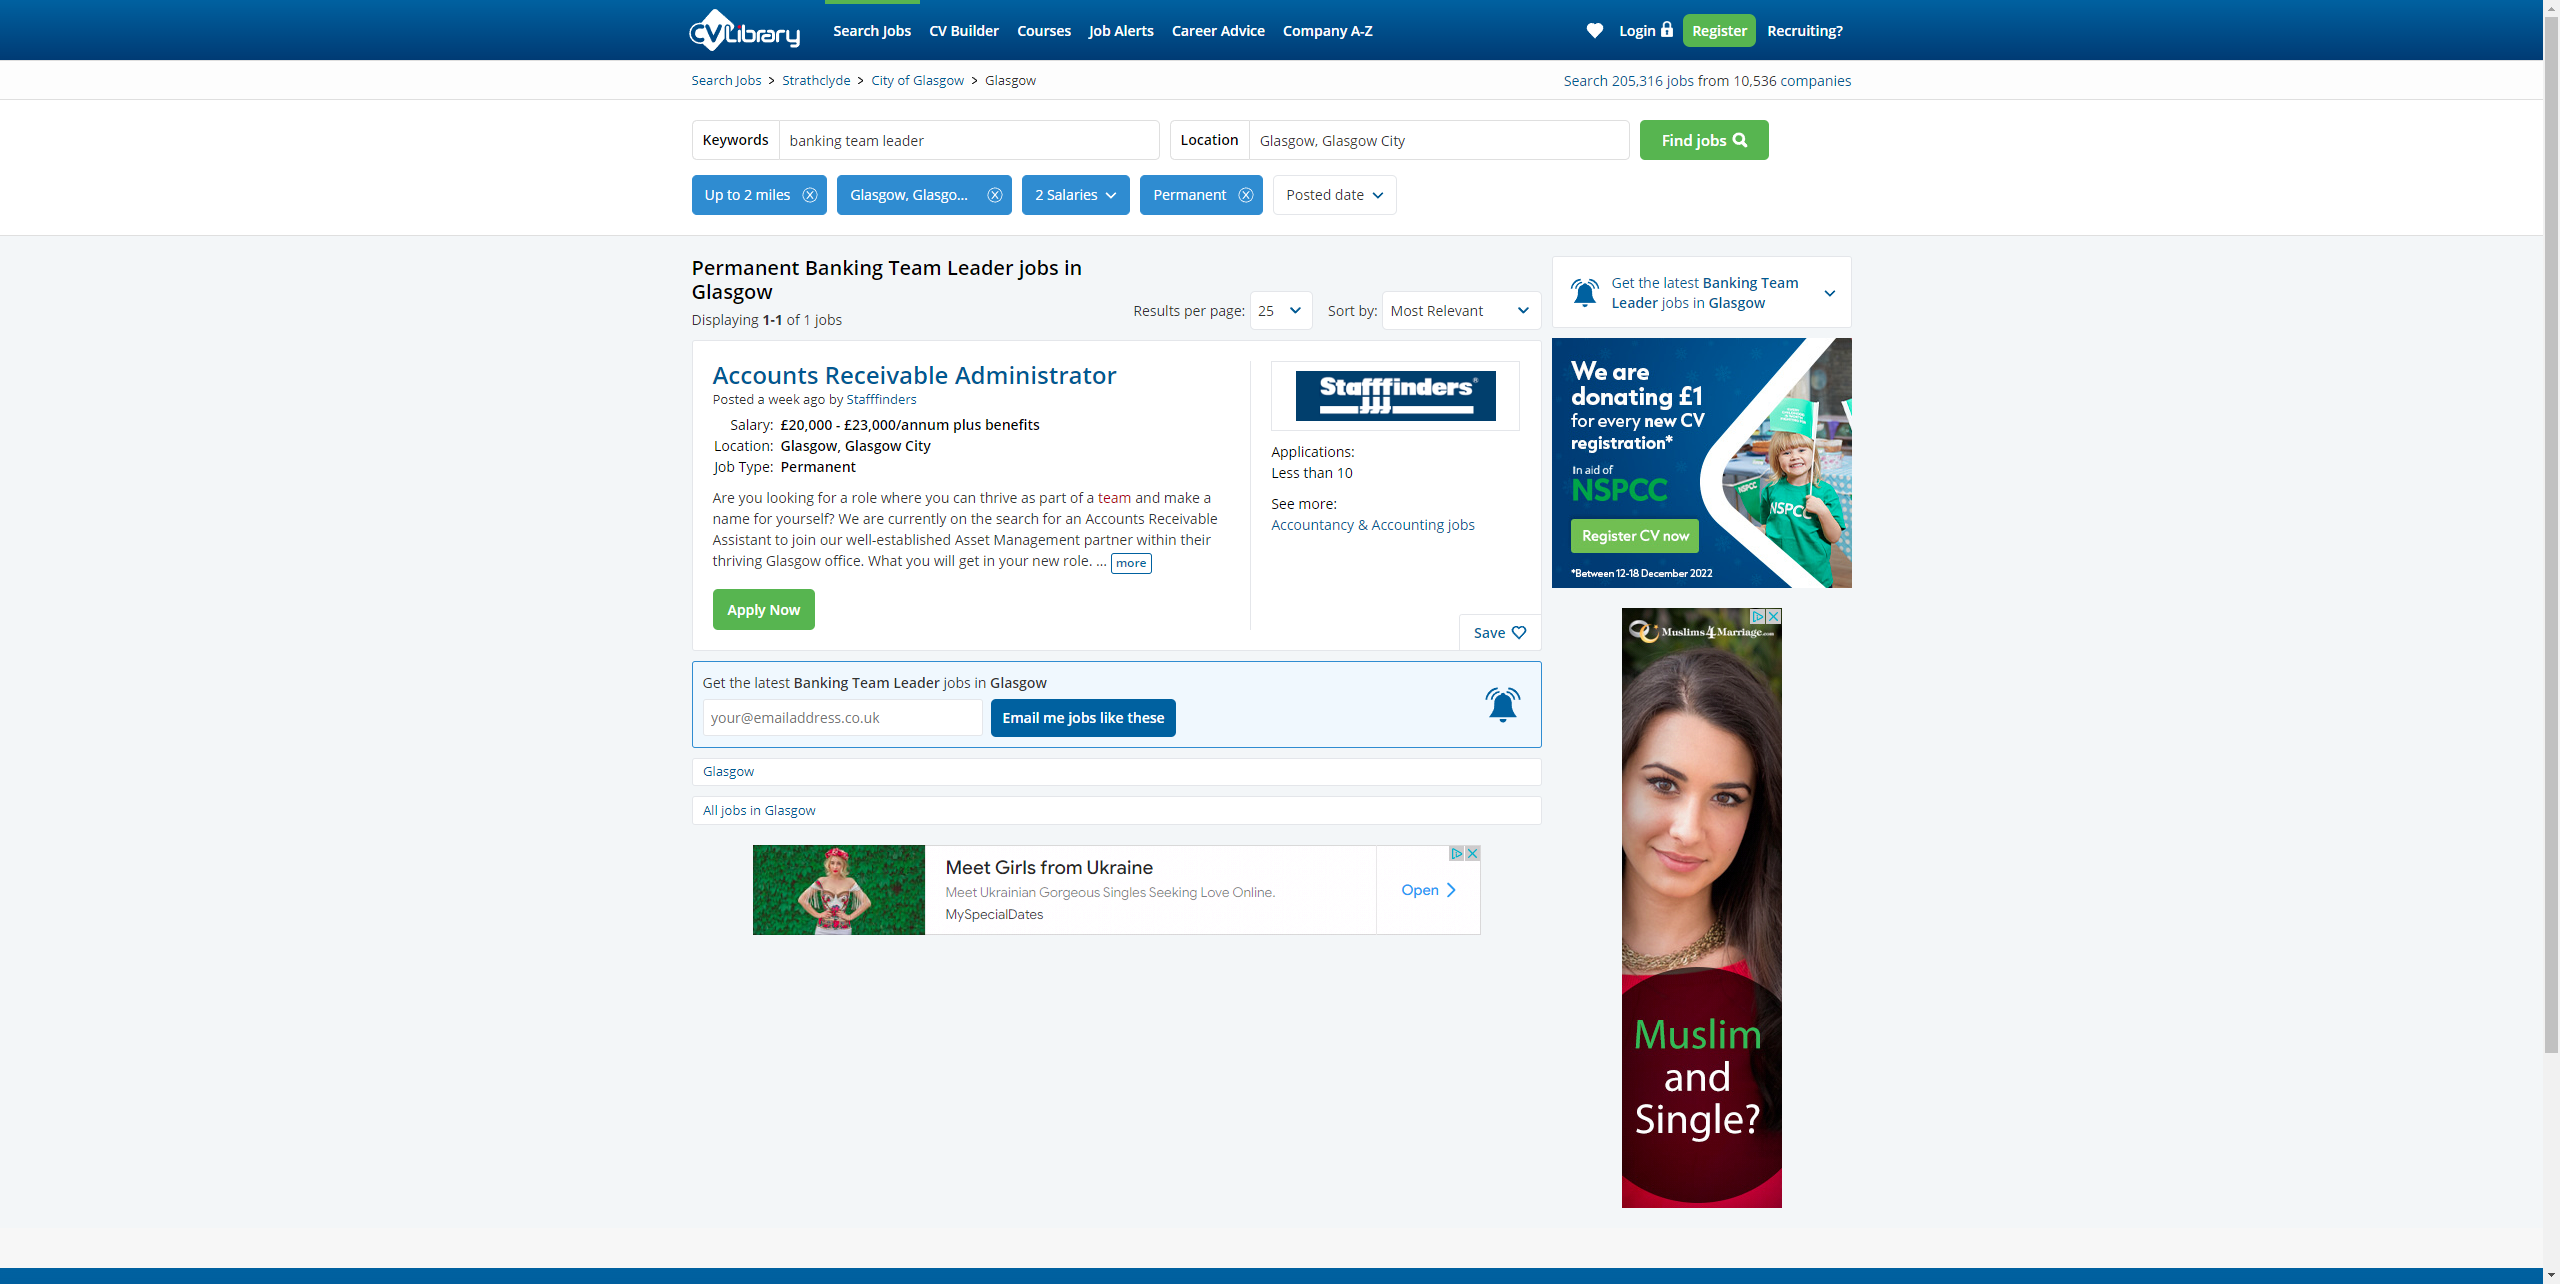 CV Library
Search Jobs CV Builder Courses Job Alerts Career Advice Company A-Z Login Register Recruiting?
Search Jobs > Strathclyde > City of Glasgow > Glasgow
Search 205,316 jobs from 10,536 companies
Keywords banking team leader Location Glasgow, Glasgow City Find jobs
Up to 2 miles Glasgow, Glasgo... 2 Salaries Permanent Posted date
Permanent Banking Team Leader jobs in
Glasgow
Displaying 1-1 of 1 jobs
Results per page: 25 Sort by: Most Relevant
Accounts Receivable Administrator
Posted a week ago by Stafffinders
Salary: £20,000 - £23,000/annum plus benefits
Location: Glasgow, Glasgow City
Job Type: Permanent
Are you looking for a role where you can thrive as part of a team and make a
name for yourself? We are currently on the search for an Accounts Receivable
Assistant to join our well-established Asset Management partner within their
thriving Glasgow office. What you will get in your new role. ... more
Apply Now
Stafffinders®
Applications:
Less than 10
See more:
Accountancy & Accounting jobs
Save
Get the latest Banking Team Leader jobs in Glasgow
your@emailaddress.co.uk Email me jobs like these
Glasgow
All jobs in Glasgow
Meet Girls from Ukraine
Meet Ukrainian Gorgeous Singles Seeking Love Online.
MySpecialDates
Open
Get the latest Banking Team
Leader jobs in Glasgow
We are
donating £1
for every new CV
registration*
In aid of
NSPCC
Register CV now
*Between 12-18 December 2022
NSPCC
NSPCC
Muslims4Marriage.com
Muslim
and
Single?